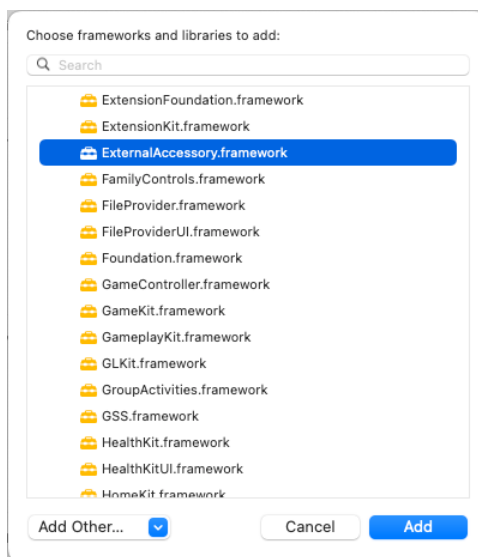 Choose frameworks and libraries to add:
Search
ExtensionFoundation.framework
ExtensionKit.framework
ExternalAccessory.framework
FamilyControls.framework
FileProvider.framework
FileProviderUI.framework
Foundation.framework
GameController.framework
GameKit.framework
GameplayKit.framework
GLKit.framework
GroupActivities.framework
GSS.framework
HealthKit.framework
HealthKitUI.framework
HomeKit.framework
Add Other... Cancel Add